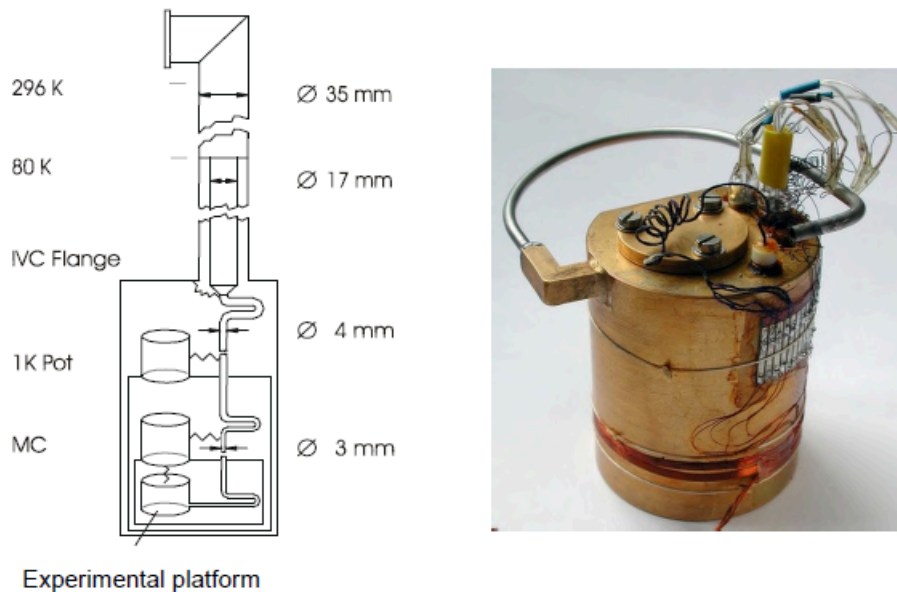 296 K
Ø 35 mm
80 K
Ø 17 mm
IVC Flange
Ø 4 mm
1K Pot
MC
Ø 3 mm
Experimental platform